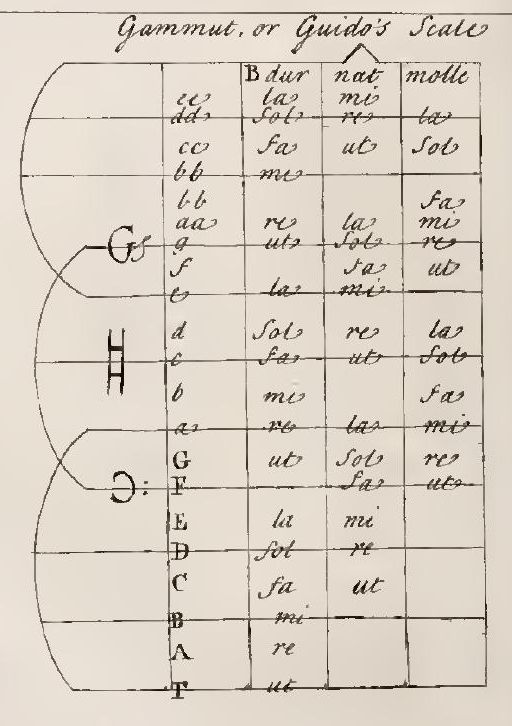 Gammut, or Guido's Scale
B dur nat molle
ee la mi
dd Sol re la
cc fa ut Sol
bb mi
bb fa
aa re la mi
Gs g ut Sol re
f fa ut
e la mi
d Sol re la
c fa ut Sol
b mi fa
a re la mi
G ut Sol re
F fa ut
E la mi
D Sol re
C fa ut
B mi
A re
T ut